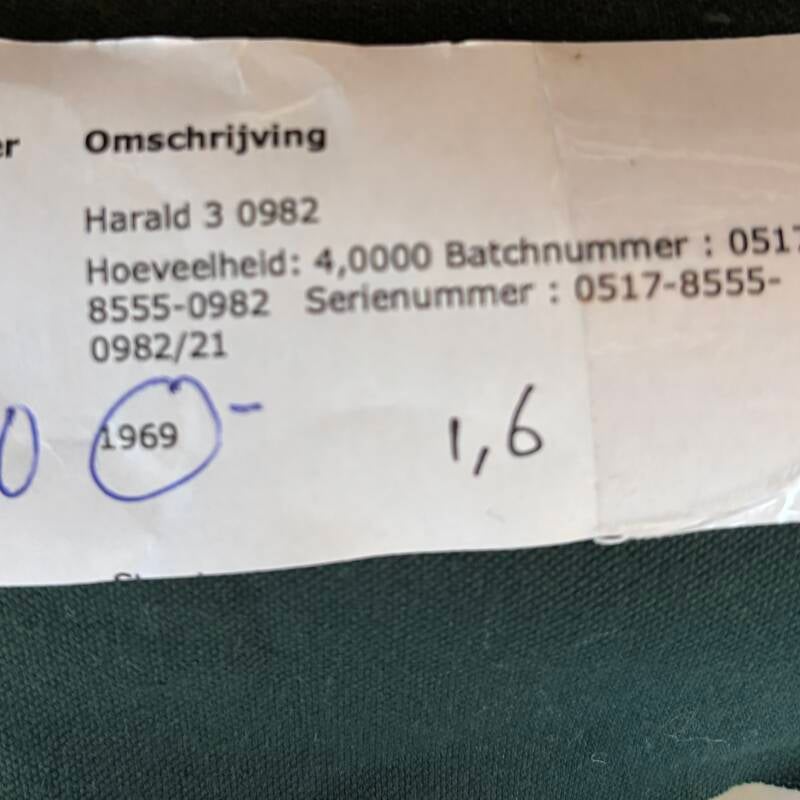 er Omschrijving
Harald 3 0982
Hoeveelheid: 4,0000 Batchnummer : 0517
8555-0982 Serienummer : 0517-8555-
0982/21
0 1969 - 1,6